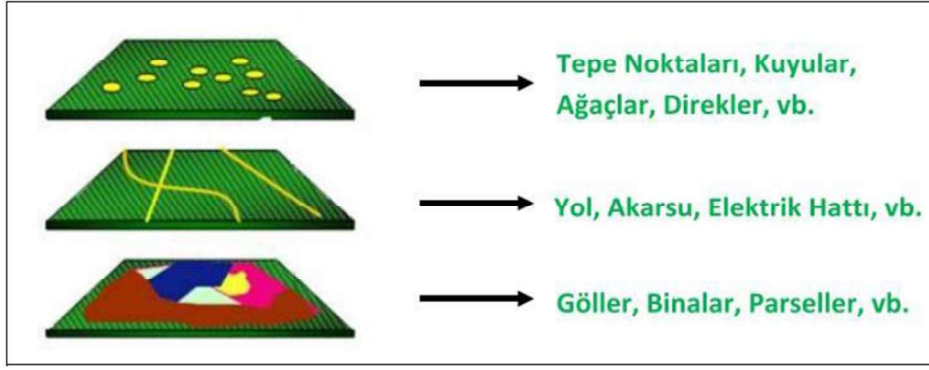 Tepe Noktaları, Kuyular,
Ağaçlar, Direkler, vb.
Yol, Akarsu, Elektrik Hattı, vb.
Göller, Binalar, Parseller, vb.